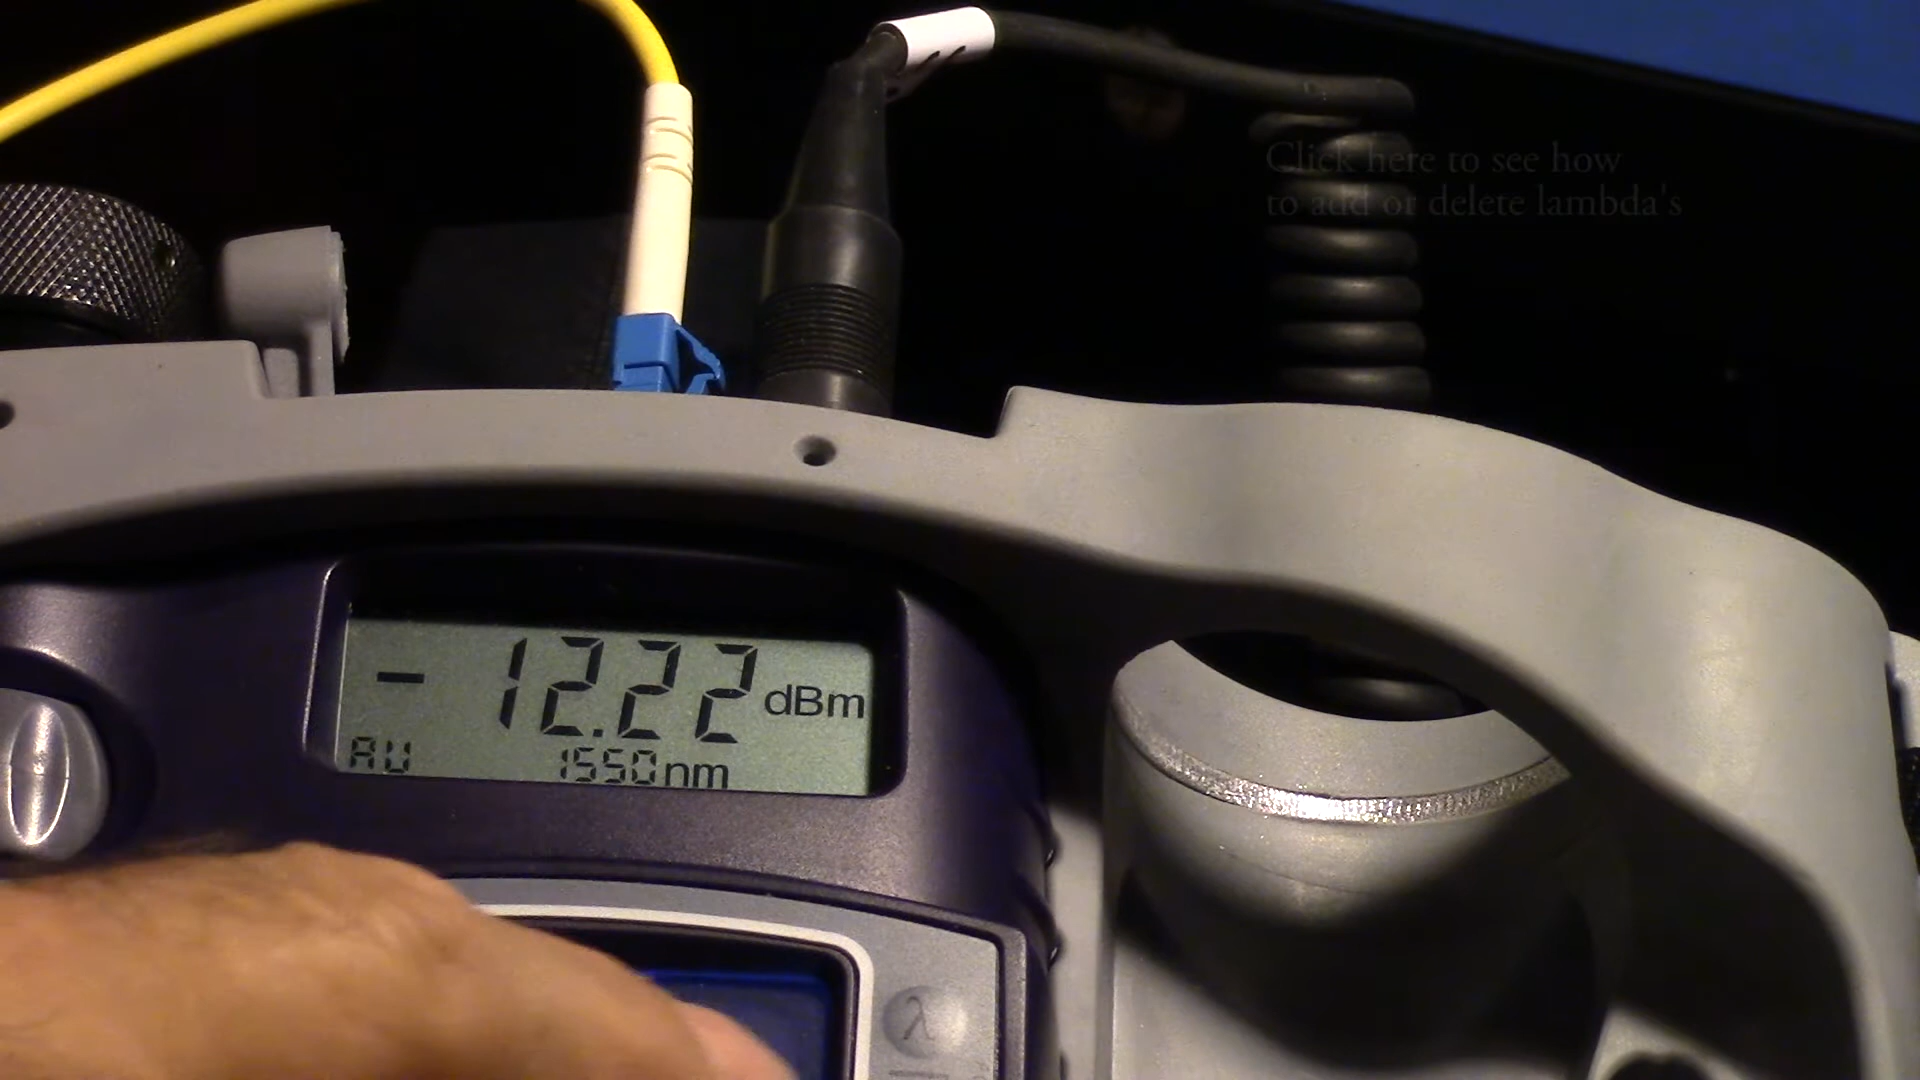 Click here to see how
to add or delete lambda's
- 12.22 dBm
AU 1550nm
λ